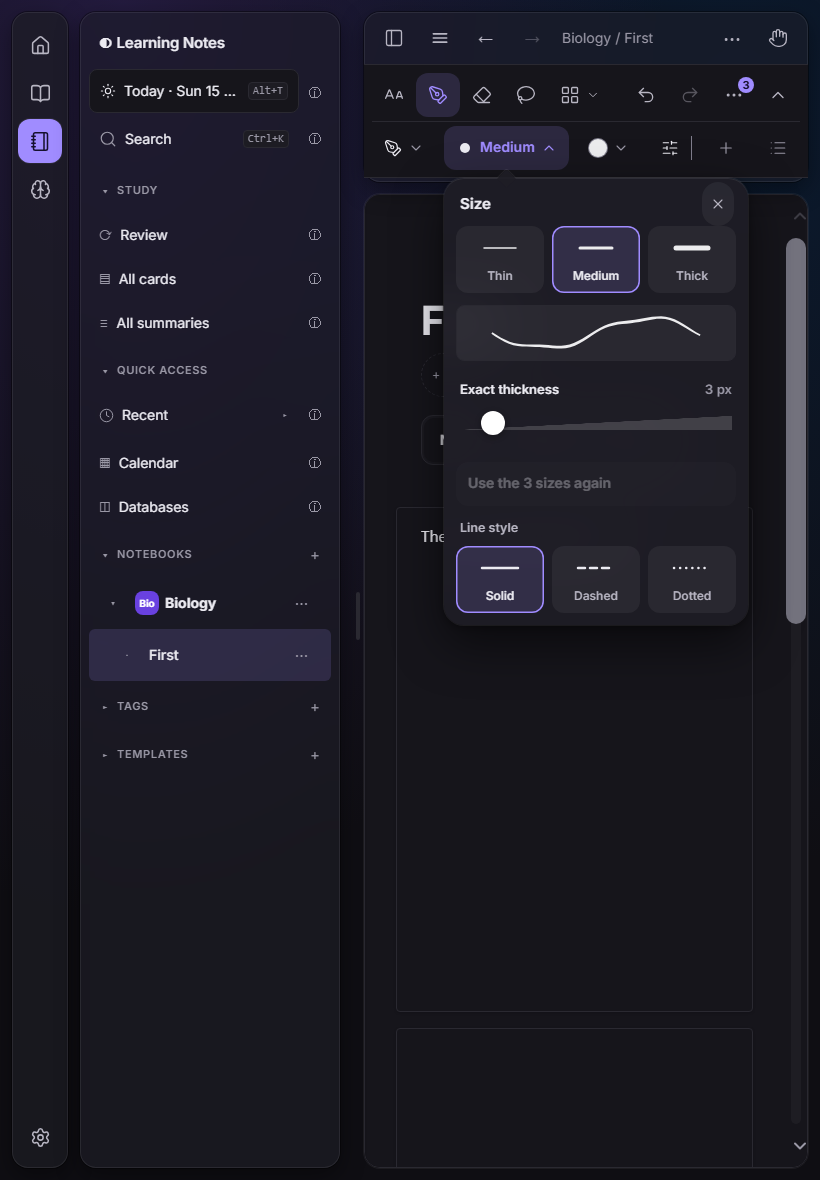 Learning Notes
Today · Sun 15 ... Alt+T
Search Ctrl+K
STUDY
Review
All cards
All summaries
QUICK ACCESS
Recent
Calendar
Databases
NOTEBOOKS
Bio Biology
First
TAGS
TEMPLATES
Biology / First
AA
3
Medium
Size
Thin Medium Thick
F
Exact thickness 3 px
Use the 3 sizes again
The
Line style
Solid Dashed Dotted